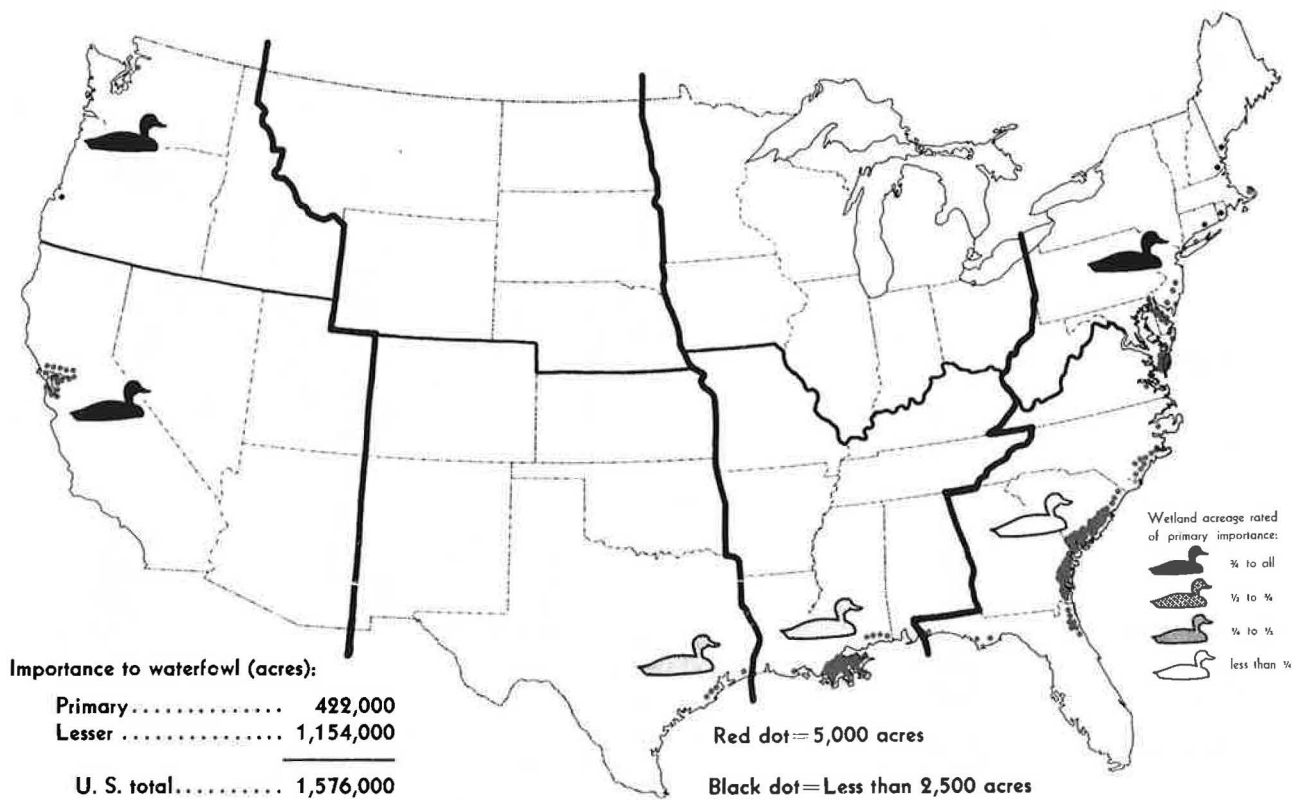 Wetland acreage rated
of primary importance:
¾ to all
½ to ¾
¼ to ½
less than ¼
Importance to waterfowl (acres):
Primary.............. 422,000
Lesser ............... 1,154,000
U. S. total.......... 1,576,000
Red dot=5,000 acres
Black dot=Less than 2,500 acres